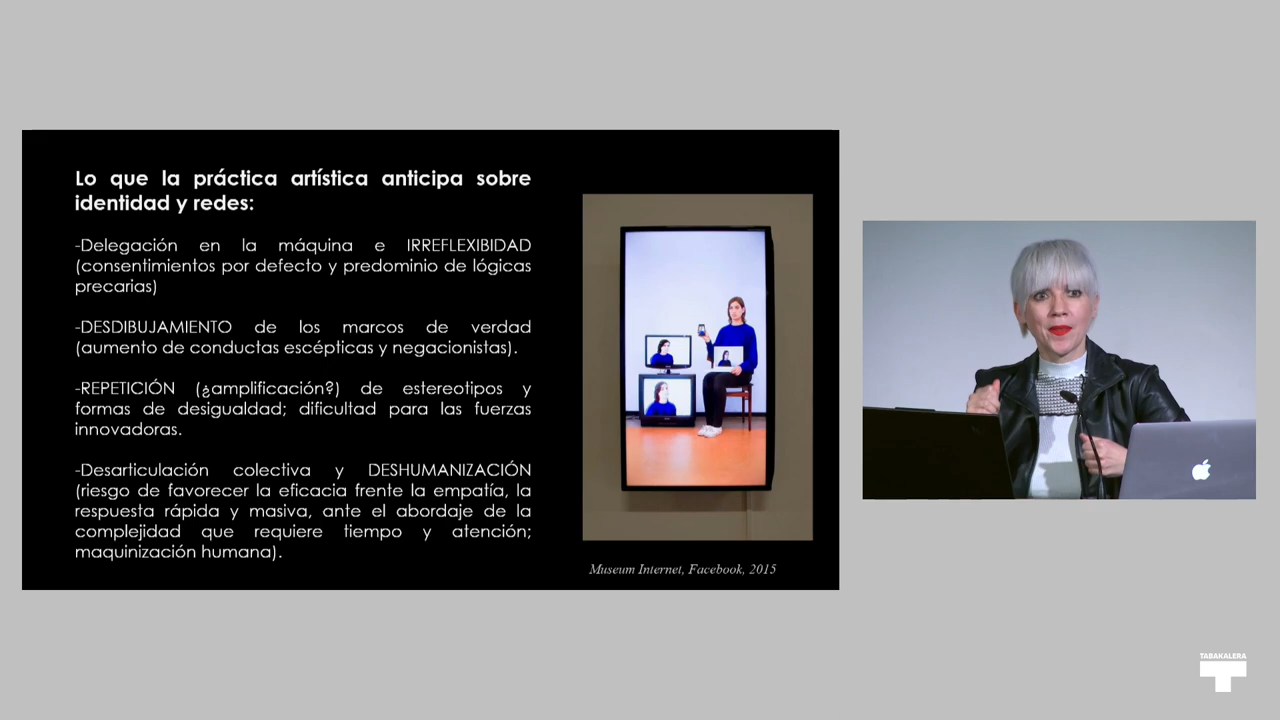 Lo que la práctica artística anticipa sobre
identidad y redes:
-Delegación en la máquina e IRREFLEXIBIDAD
(consentimientos por defecto y predominio de lógicas
precarias)
-DESDIBUJAMIENTO de los marcos de verdad
(aumento de conductas escépticas y negacionistas).
-REPETICIÓN (¿amplificación?) de estereotipos y
formas de desigualdad; dificultad para las fuerzas
innovadoras.
-Desarticulación colectiva y DESHUMANIZACIÓN
(riesgo de favorecer la eficacia frente la empatía, la
respuesta rápida y masiva, ante el abordaje de la
complejidad que requiere tiempo y atención;
maquinización humana).
Museum Internet, Facebook, 2015
TABAKALERA